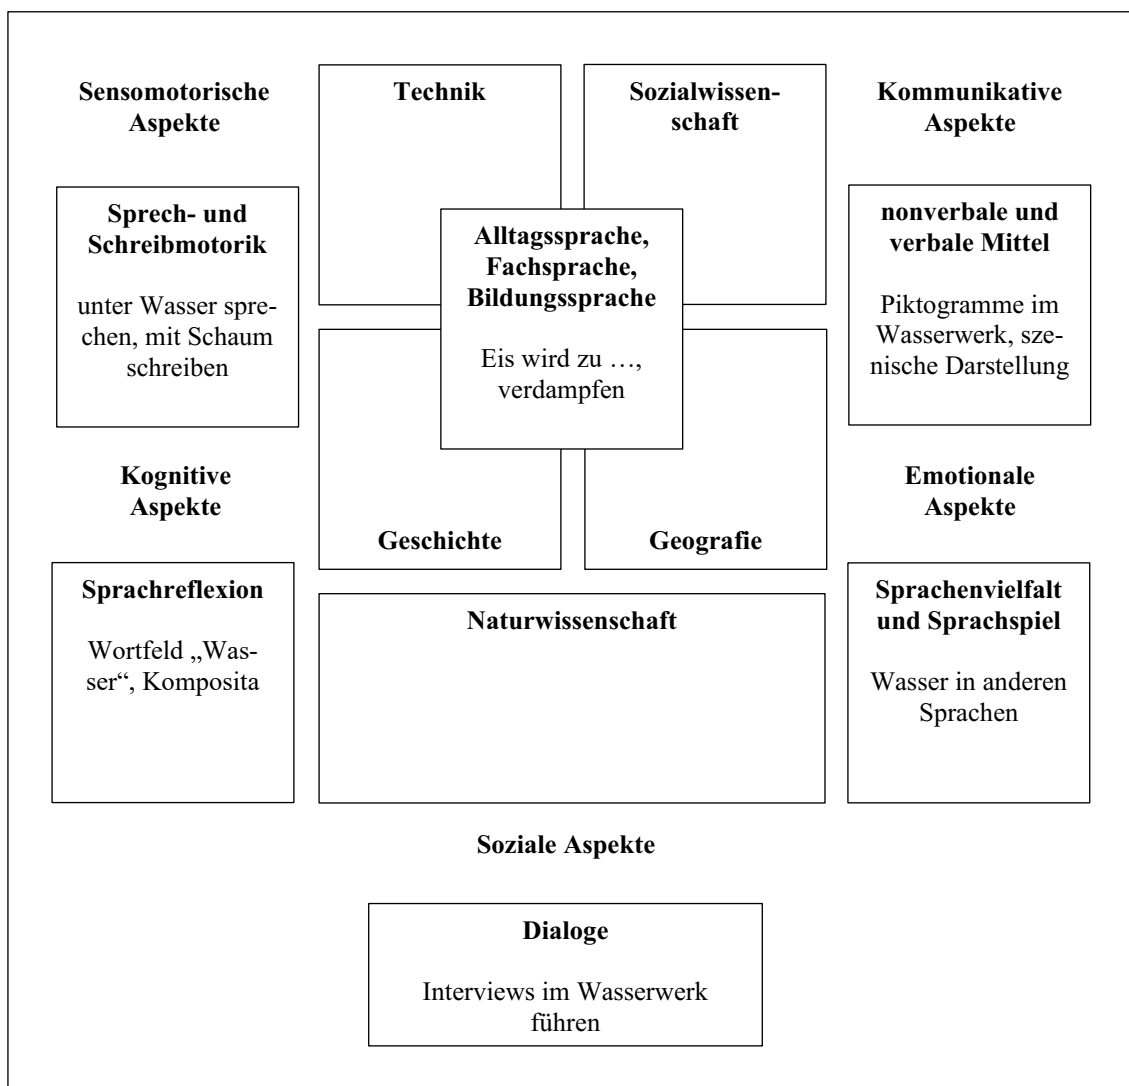 Sensomotorische
Aspekte
Technik
Sozialwissen-
schaft
Kommunikative
Aspekte
Sprech- und
Schreibmotorik
unter Wasser spre-
chen, mit Schaum
schreiben
Alltagssprache,
Fachsprache,
Bildungssprache
Eis wird zu …,
verdampfen
nonverbale und
verbale Mittel
Piktogramme im
Wasserwerk, sze-
nische Darstellung
Kognitive
Aspekte
Geschichte
Geografie
Emotionale
Aspekte
Sprachreflexion
Wortfeld „Was-
ser“, Komposita
Naturwissenschaft
Sprachenvielfalt
und Sprachspiel
Wasser in anderen
Sprachen
Soziale Aspekte
Dialoge
Interviews im Wasserwerk
führen